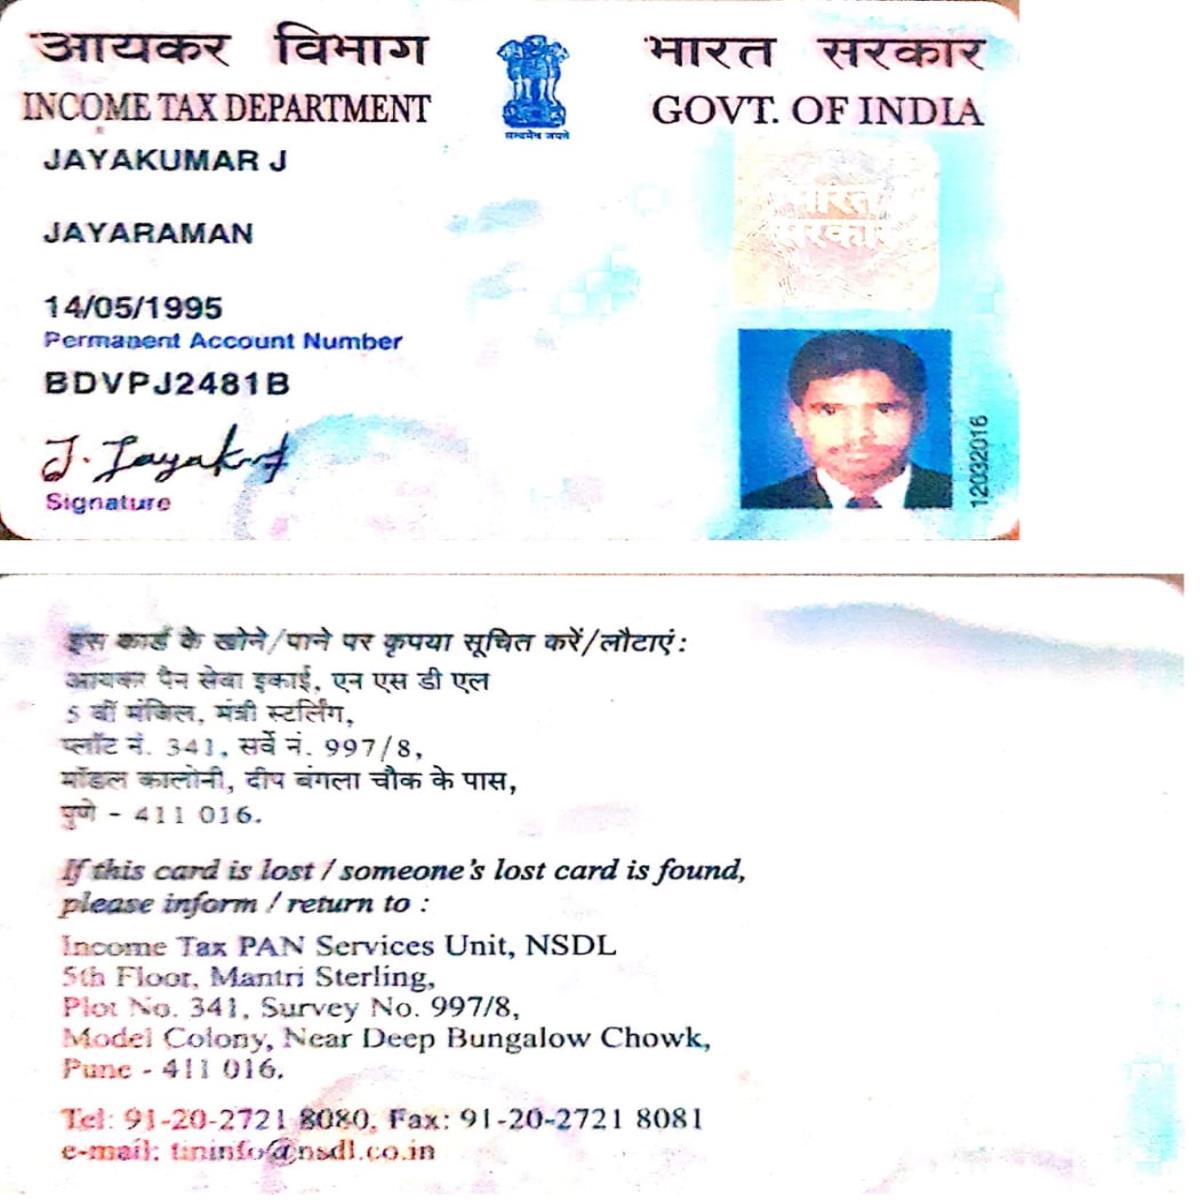 आयकर विभाग
INCOME TAX DEPARTMENT
सत्यमेव जयते
भारत सरकार
GOVT. OF INDIA
JAYAKUMAR J
JAYARAMAN
14/05/1995
Permanent Account Number
BDVPJ2481B
J. Jayak
Signature
भारत
सरकार
12032016
इस कार्ड के खोने/पाने पर कृपया सूचित करें/लौटाएं:
आयकर पैन सेवा इकाई, एन एस डी एल
5 वीं मंजिल, मंत्री स्टर्लिंग,
प्लॉट नं. 341, सर्वे नं. 997/8,
मॉडल कालोनी, दीप बंगला चौक के पास,
पुणे - 411 016.
If this card is lost / someone's lost card is found,
please inform / return to :
Income Tax PAN Services Unit, NSDL
5th Floor, Mantri Sterling,
Plot No. 341, Survey No. 997/8,
Model Colony, Near Deep Bungalow Chowk,
Pune - 411 016.
Tel: 91-20-2721 8080, Fax: 91-20-2721 8081
e-mail: tininfo@nsdl.co.in